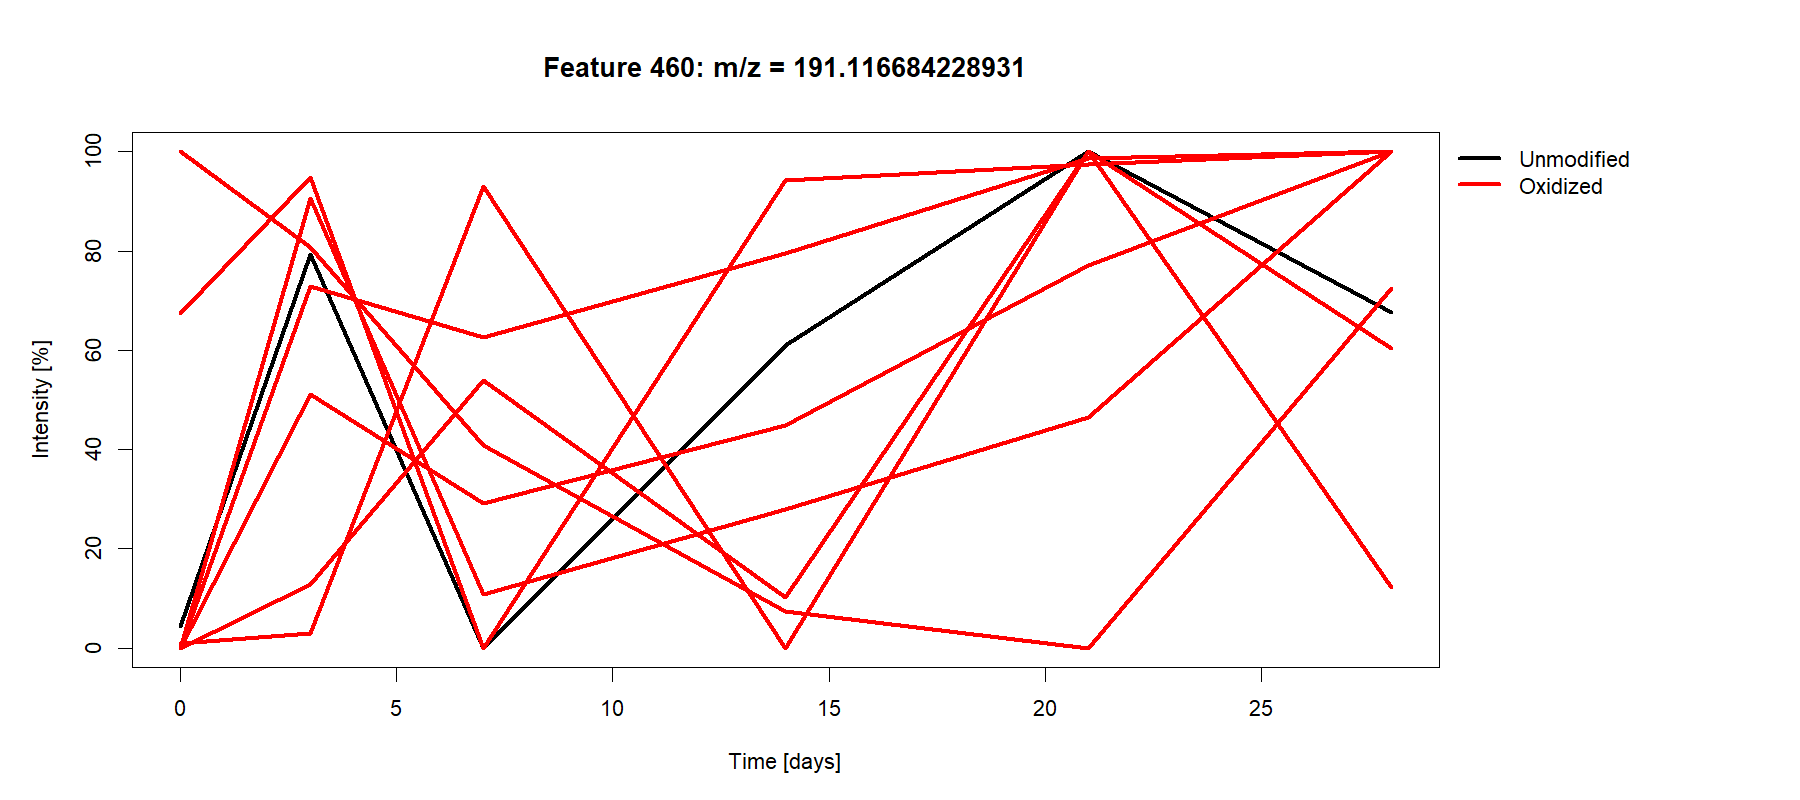 Feature 460: m/z = 191.116684228931
Unmodified
Oxidized
Intensity [%]
100
80
60
40
20
0
0 5 10 15 20 25
Time [days]